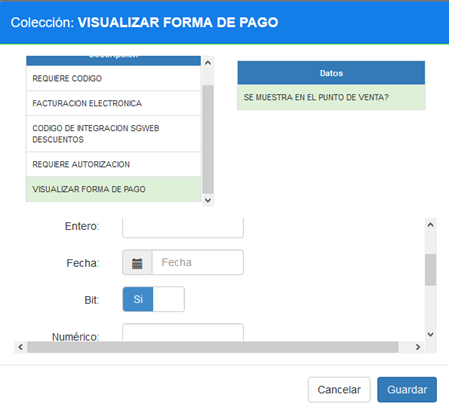 Colección: VISUALIZAR FORMA DE PAGO
Descripcion
REQUIERE CODIGO
FACTURACION ELECTRONICA
CODIGO DE INTEGRACION SGWEB
DESCUENTOS
REQUIERE AUTORIZACION
VISUALIZAR FORMA DE PAGO
Datos
SE MUESTRA EN EL PUNTO DE VENTA?
Entero:
Fecha: Fecha
Bit: Si
Numérico:
Cancelar Guardar